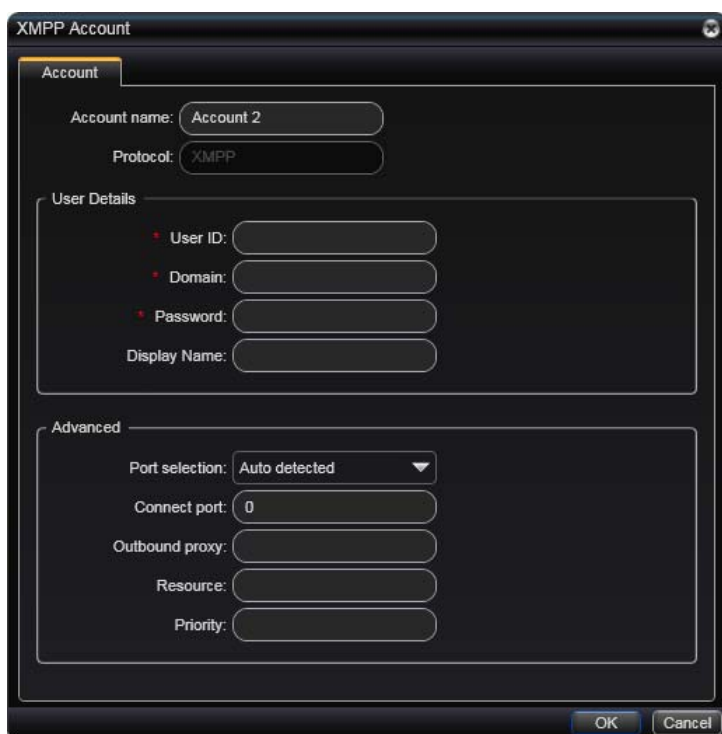 XMPP Account
Account
Account name: Account 2
Protocol: XMPP
User Details
* User ID:
* Domain:
* Password:
Display Name:
Advanced
Port selection: Auto detected
Connect port: 0
Outbound proxy:
Resource:
Priority:
OK Cancel